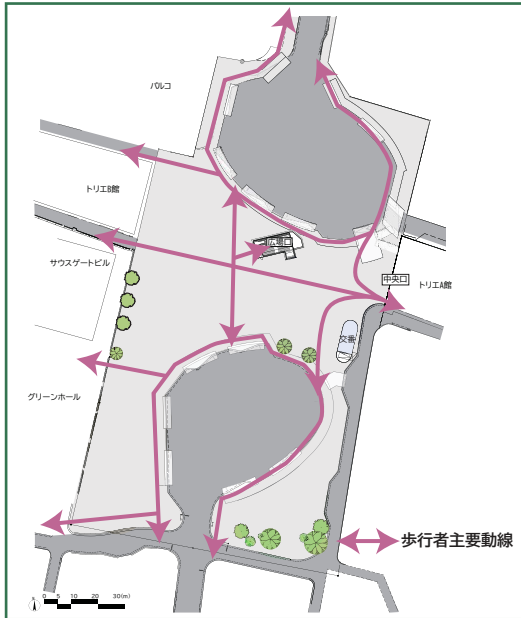 パルコ
トリエB館
広場口
サウスゲートビル
中央口
トリエA館
交番
グリーンホール
歩行者主要動線
0 5 10 20 30(m)